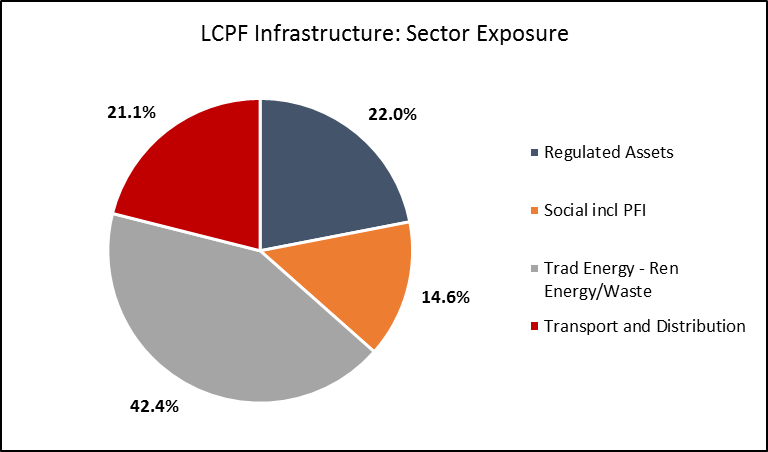 LCPF Infrastructure: Sector Exposure
21.1%
22.0%
14.6%
42.4%
Regulated Assets
Social incl PFI
Trad Energy - Ren
Energy/Waste
Transport and Distribution